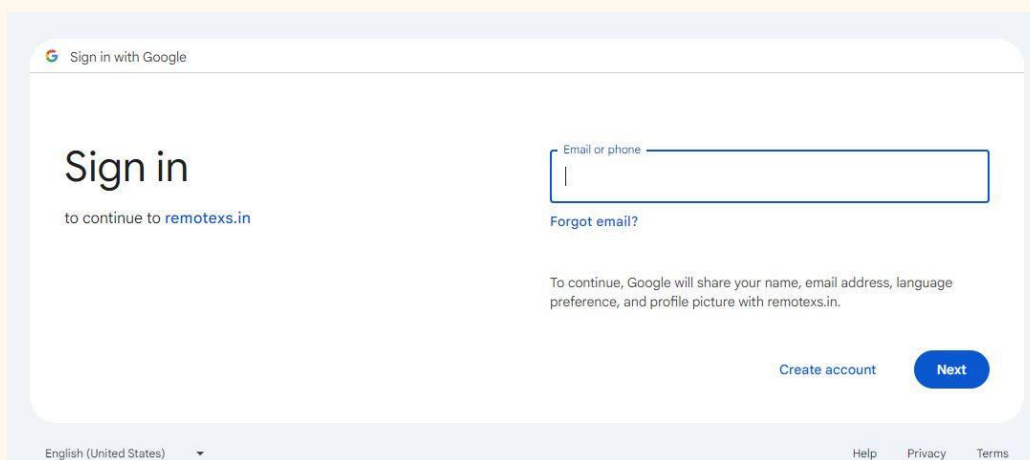 Sign in with Google
Sign in
to continue to remotexs.in
Email or phone
Forgot email?
To continue, Google will share your name, email address, language
preference, and profile picture with remotexs.in.
Create account
Next
English (United States)
Help
Privacy
Terms